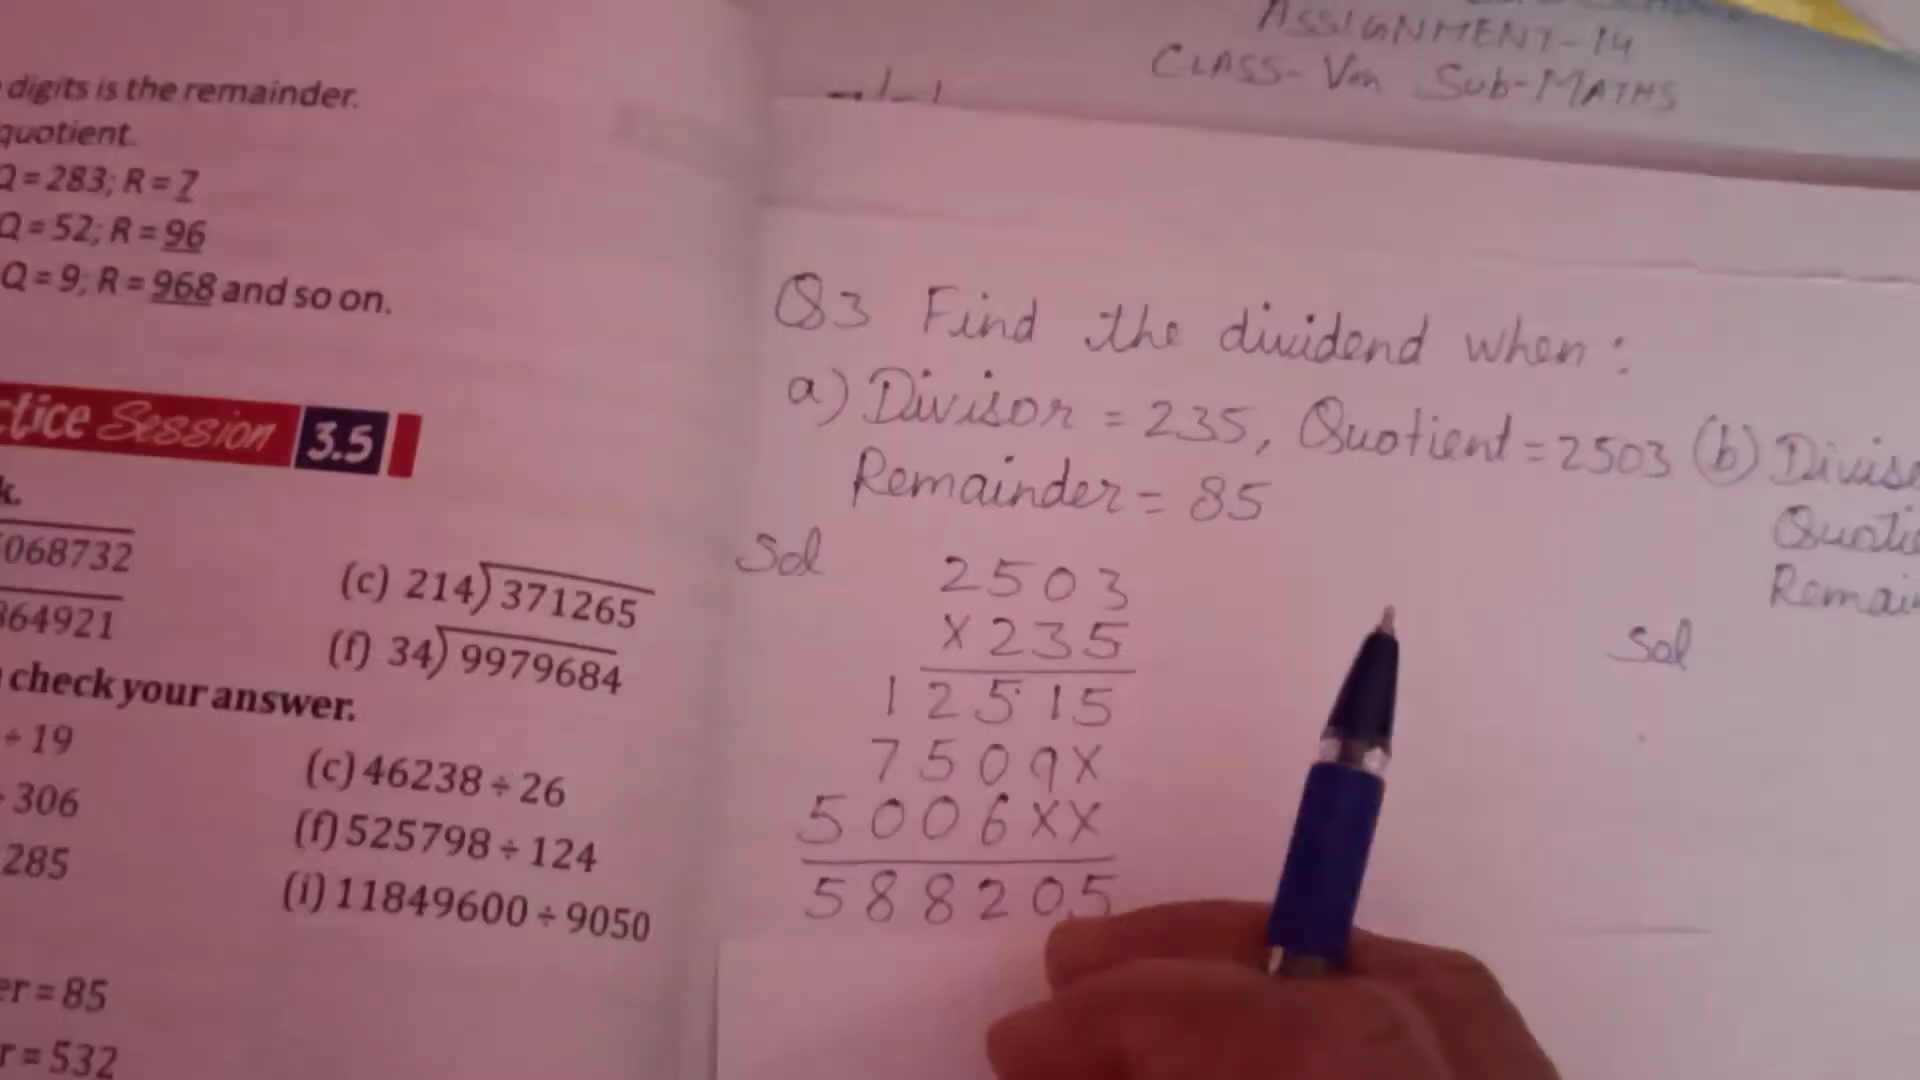 digits is the remainder.
quotient.
Q = 283; R = 7
Q = 52; R = 96
Q = 9; R = 968 and so on.
Session 3.5
k.
068732
(c) 214)371265
364921
(f) 34)9979684
check your answer.
÷ 19
(c) 46238 ÷ 26
÷ 306
(f) 525798 ÷ 124
285
(i) 11849600 ÷ 9050
er = 85
r = 532
ASSIGNMENT-14
CLASS- Sub-MATHS
Q3 Find the dividend when:
a) Divisor = 235, Quotient = 2503 (b) Divis
Remainder = 85
Quoti
Remai
Sol
Sol
2503
X 235
12515
7509X
5006XX
588205